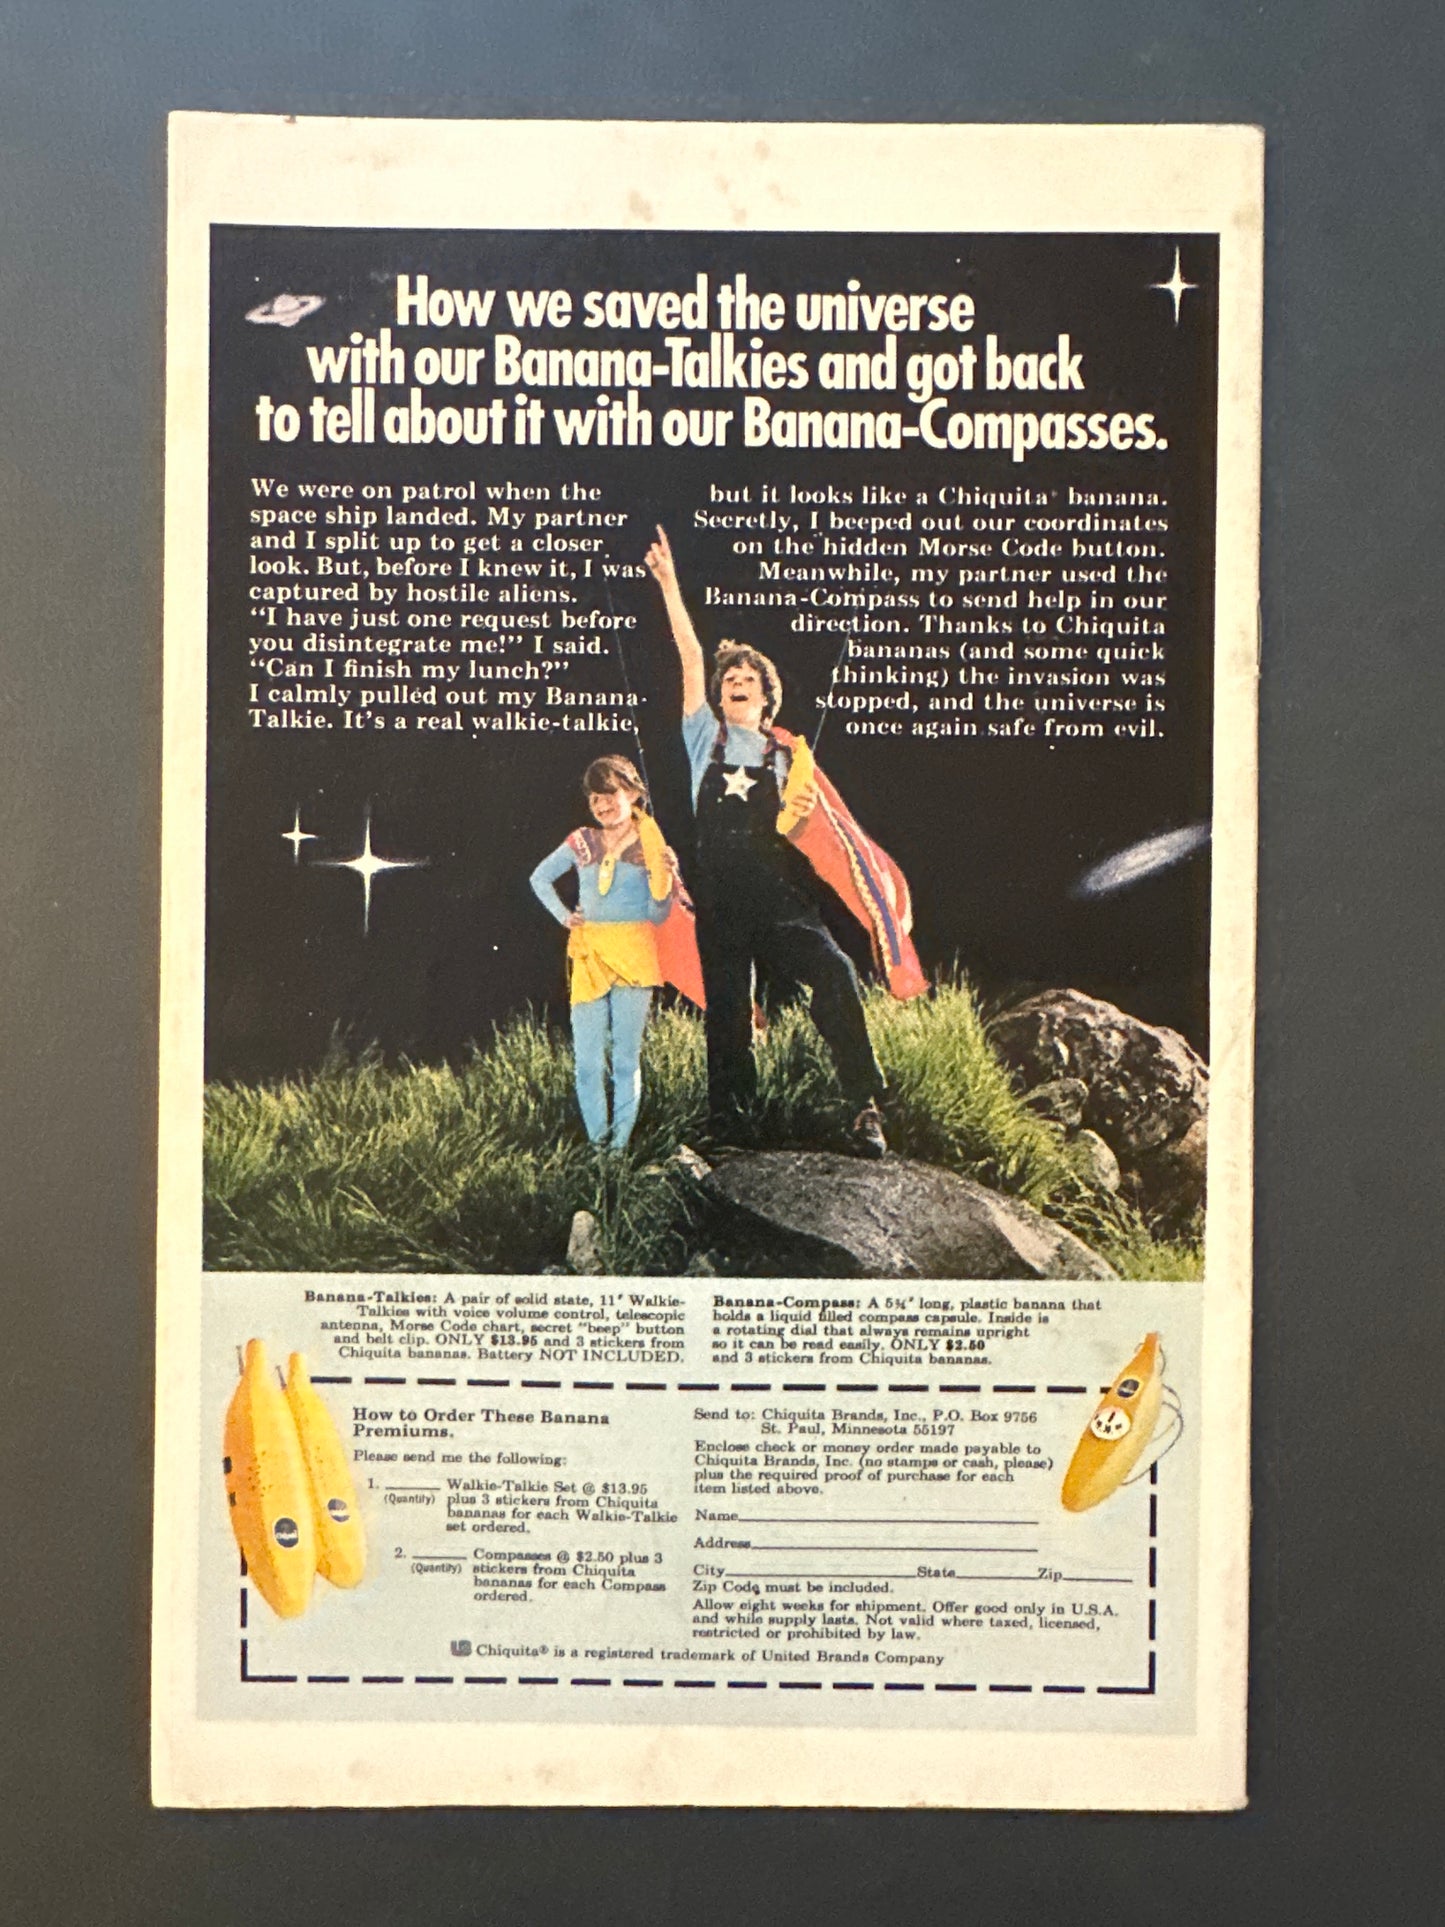 How we saved the universe
with our Banana-Talkies and got back
to tell about it with our Banana-Compasses.
We were on patrol when the
space ship landed. My partner
and I split up to get a closer
look. But, before I knew it, I was
captured by hostile aliens.
“I have just one request before
you disintegrate me!” I said.
“Can I finish my lunch?”
I calmly pulled out my Banana-
Talkie. It’s a real walkie-talkie,
but it looks like a Chiquita® banana.
Secretly, I beeped out our coordinates
on the hidden Morse Code button.
Meanwhile, my partner used the
Banana-Compass to send help in our
direction. Thanks to Chiquita
bananas (and some quick
thinking) the invasion was
stopped, and the universe is
once again safe from evil.
Banana-Talkies: A pair of solid state, 11″ Walkie-
Talkies with voice volume control, telescopic
antenna, Morse Code chart, secret “beep” button
and belt clip. ONLY $13.95 and 3 stickers from
Chiquita bananas. Battery NOT INCLUDED.
Banana-Compass: A 5¾″ long, plastic banana that
holds a liquid filled compass capsule. Inside is
a rotating dial that always remains upright
so it can be read easily. ONLY $2.50
and 3 stickers from Chiquita bananas.
How to Order These Banana
Premiums.
Please send me the following:
1. ______ Walkie-Talkie Set @ $13.95
(Quantity) plus 3 stickers from Chiquita
bananas for each Walkie-Talkie
set ordered.
2. ______ Compasses @ $2.50 plus 3
(Quantity) stickers from Chiquita
bananas for each Compass
ordered.
Send to: Chiquita Brands, Inc., P.O. Box 9756
St. Paul, Minnesota 55197
Enclose check or money order made payable to
Chiquita Brands, Inc. (no stamps or cash, please)
plus the required proof of purchase for each
item listed above.
Name
Address
City State Zip
Zip Code must be included.
Allow eight weeks for shipment. Offer good only in U.S.A.
and while supply lasts. Not valid where taxed, licensed,
restricted or prohibited by law.
Chiquita® is a registered trademark of United Brands Company